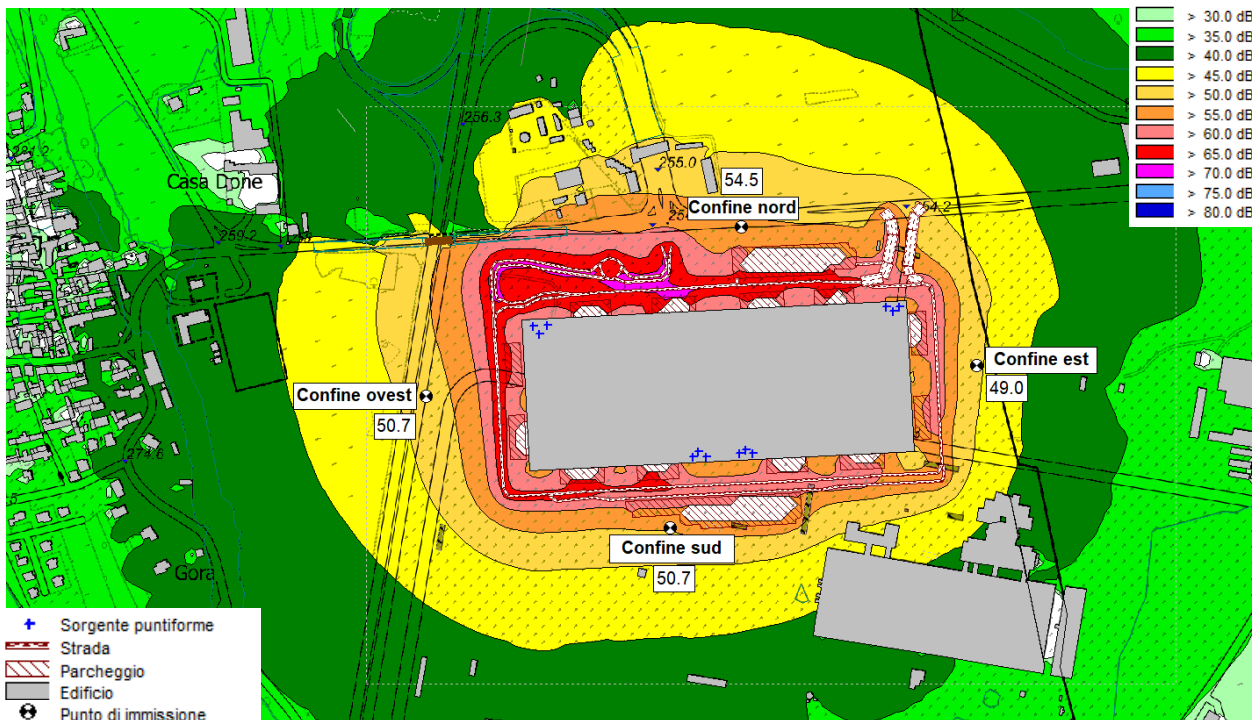 > 30.0 dB
> 35.0 dB
> 40.0 dB
> 45.0 dB
> 50.0 dB
> 55.0 dB
> 60.0 dB
> 65.0 dB
> 70.0 dB
> 75.0 dB
> 80.0 dB
256.3
255.0
Casa Done
54.5
Confine nord
54.2
259.2
Confine est
49.0
Confine ovest
50.7
274.8
Confine sud
50.7
Gora
Sorgente puntiforme
Strada
Parcheggio
Edificio
Punto di immissione